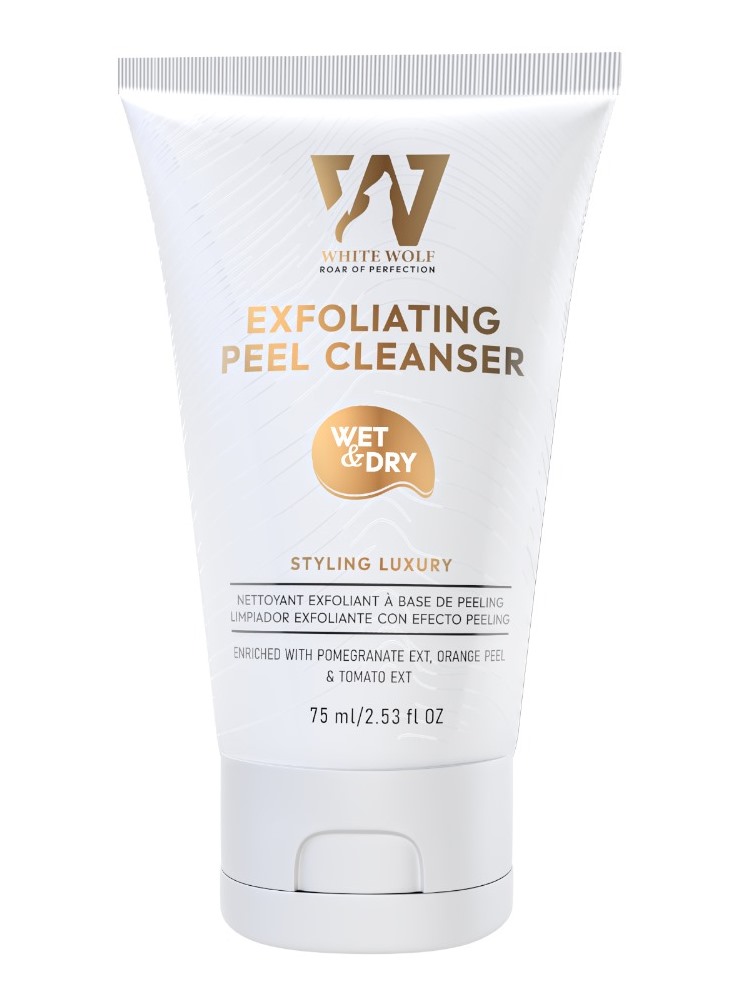 W
WHITE WOLF
ROAR OF PERFECTION
EXFOLIATING
PEEL CLEANSER
WET
&DRY
STYLING LUXURY
NETTOYANT EXFOLIANT À BASE DE PEELING
LIMPIADOR EXFOLIANTE CON EFECTO PEELING
ENRICHED WITH POMEGRANATE EXT, ORANGE PEEL
& TOMATO EXT
75 ml/2.53 fl OZ